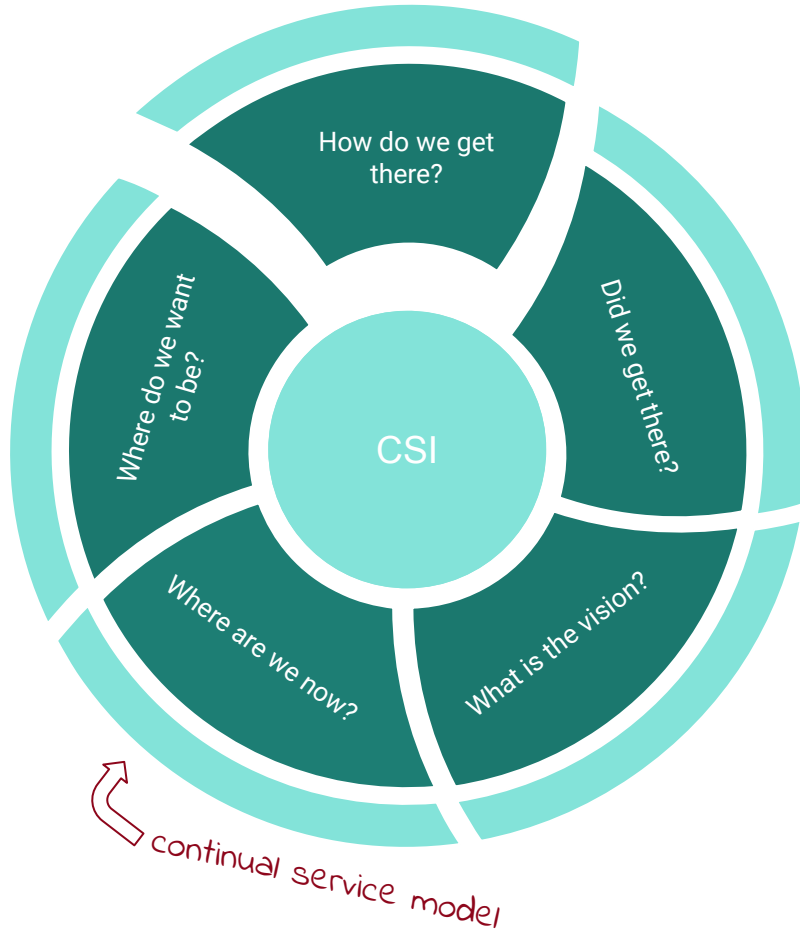 How do we get
there?
Did we get there?
What is the vision?
Where are we now?
Where do we want
to be?
CSI
continual service model